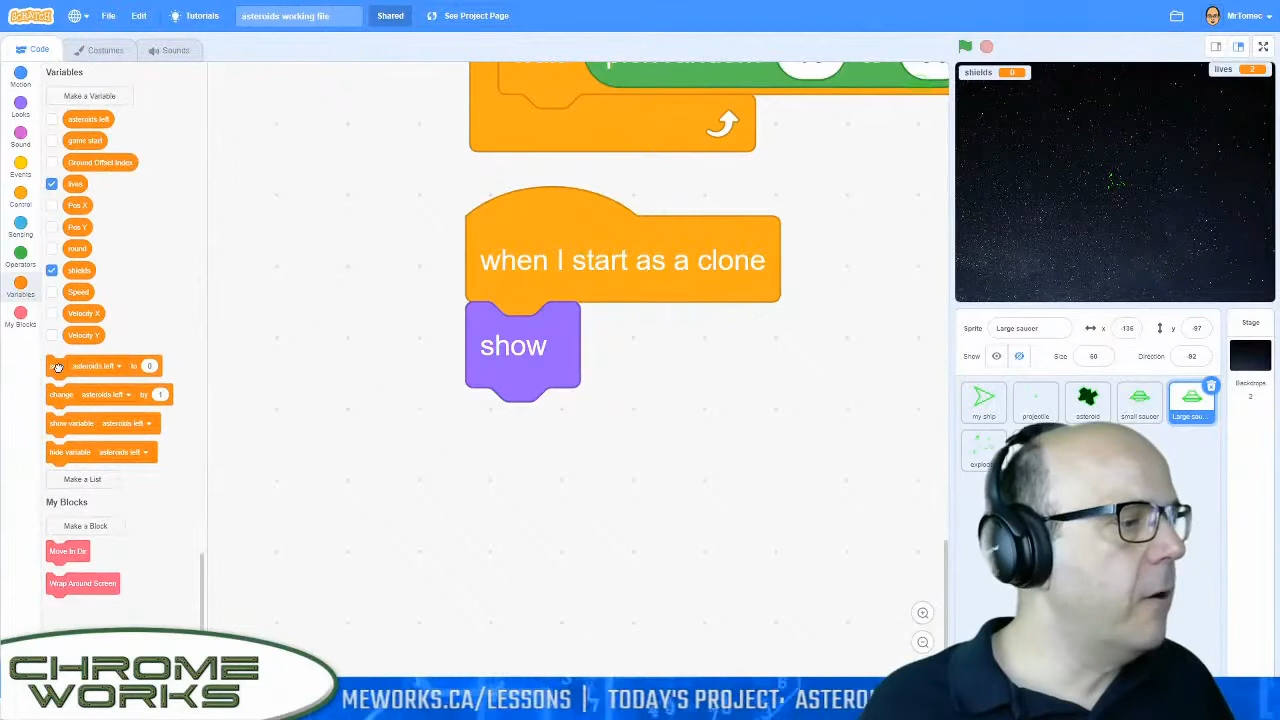 SCRATCH
File
Edit
Tutorials
asteroids working file
Shared
See Project Page
MrTomec
Code
Costumes
Sounds
Motion
Looks
Sound
Events
Control
Sensing
Operators
Variables
My Blocks
Variables
Make a Variable
asteroids left
game start
Ground Offset Index
lives
Pos X
Pos Y
round
shields
Speed
Velocity X
Velocity Y
asteroids left to 0
change asteroids left by 1
show variable asteroids left
hide variable asteroids left
Make a List
My Blocks
Make a Block
Move In Dir
Wrap Around Screen
when I start as a clone
show
shields 0
lives 2
Sprite Large saucer x -136 y -97
Show Size 60 Direction -92
my ship
projectile
asteroid
small saucer
Large sau...
Stage
Backdrops
2
CHROME
WORKS
MEWORKS.CA/LESSONS | TODAY'S PROJECT: